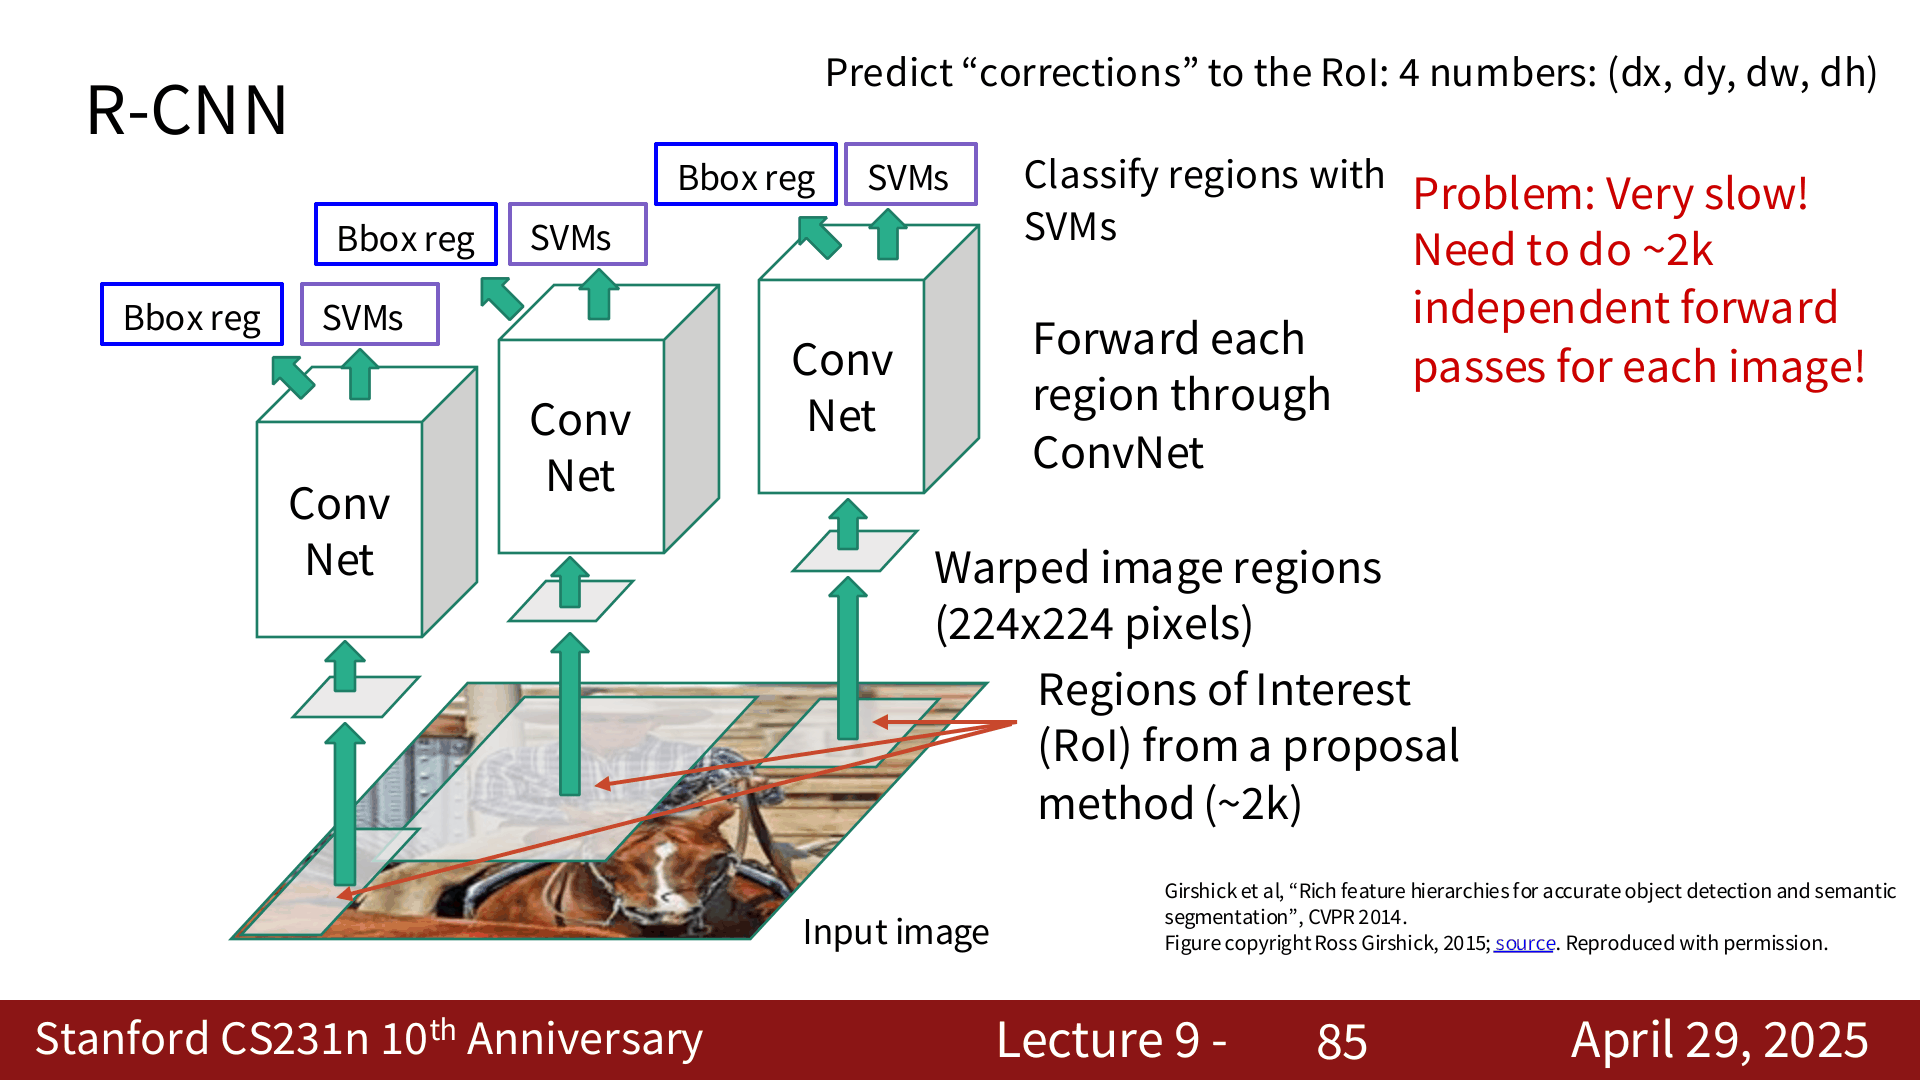 Predict “corrections” to the RoI: 4 numbers: (dx, dy, dw, dh)
R-CNN
Bbox reg
SVMs
Classify regions with
SVMs
Problem: Very slow!
Need to do ~2k
independent forward
passes for each image!
Bbox reg
SVMs
Bbox reg
SVMs
Conv
Net
Conv
Net
Conv
Net
Forward each
region through
ConvNet
Warped image regions
(224x224 pixels)
Regions of Interest
(RoI) from a proposal
method (~2k)
Input image
Girshick et al, “Rich feature hierarchies for accurate object detection and semantic
segmentation”, CVPR 2014.
Figure copyright Ross Girshick, 2015; source. Reproduced with permission.
Stanford CS231n 10th Anniversary
Lecture 9 - 85
April 29, 2025